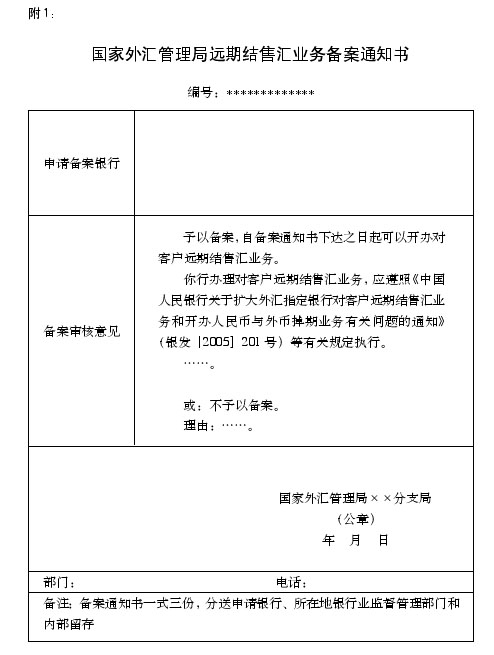 附1：
国家外汇管理局远期结售汇业务备案通知书
编号：*************
申请备案银行
备案审核意见
予以备案，自备案通知书下达之日起可以开办对
客户远期结售汇业务。
你行办理对客户远期结售汇业务，应遵照《中国
人民银行关于扩大外汇指定银行对客户远期结售汇业
务和开办人民币与外币掉期业务有关问题的通知》
（银发［2005］201号）等有关规定执行。
……。
或：不予以备案。
理由：……。
国家外汇管理局××分支局
（公章）
年 月 日
部门： 电话：
备注：备案通知书一式三份，分送申请银行、所在地银行业监督管理部门和
内部留存